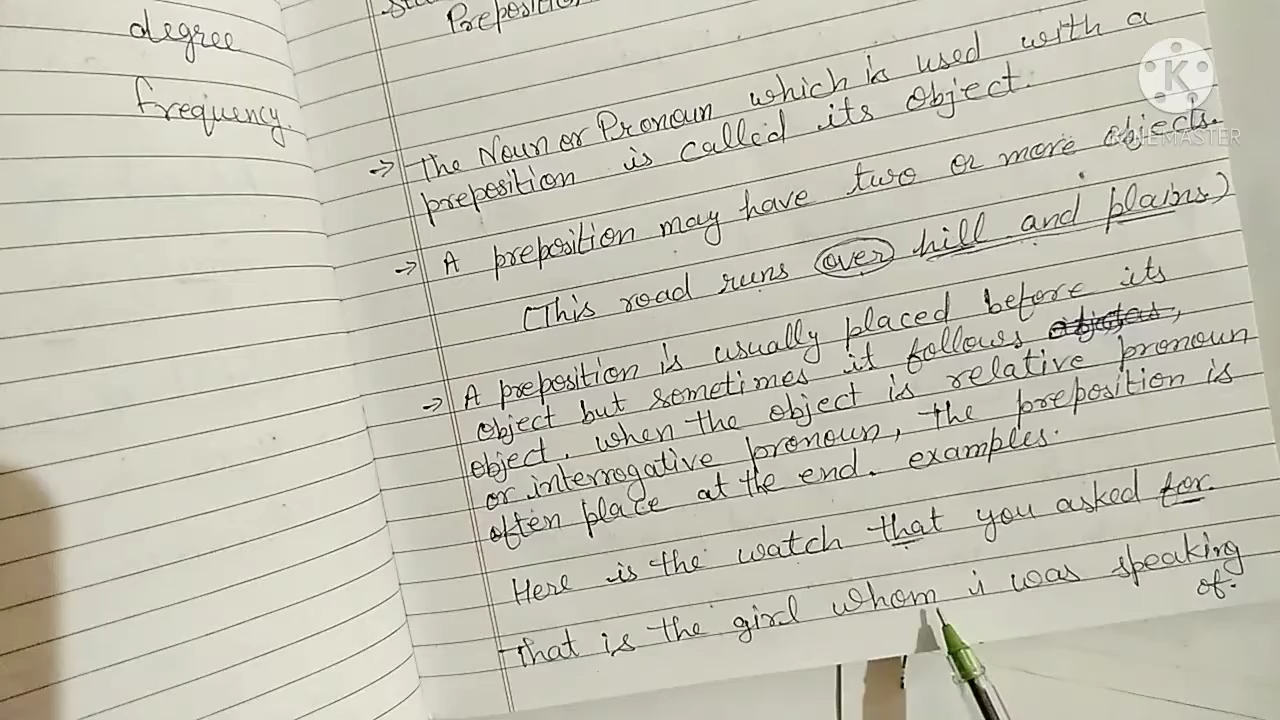 degree
frequency.
Preposition
→ The Noun or Pronoun which is used with a
preposition is called its object.
→ A preposition may have two or more objects.
(This road runs over hill and plains)
→ A preposition is usually placed before its
object but sometimes it follows objects,
object. when the object is relative pronoun
or interrogative pronoun, the preposition is
often place at the end. examples.
Here is the watch that you asked for.
That is the girl whom i was speaking
of.
K
KINEMASTER